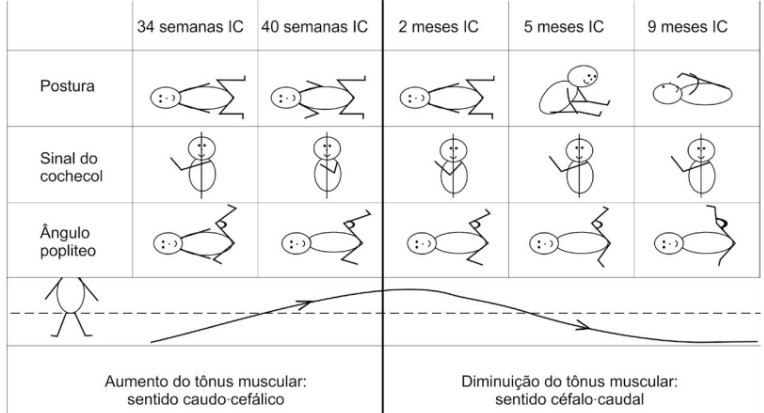 34 semanas IC 40 semanas IC 2 meses IC 5 meses IC 9 meses IC
Postura
Sinal do
cochecol
Ângulo
popliteo
Aumento do tônus muscular:
sentido caudo-cefálico
Diminuição do tônus muscular:
sentido céfalo-caudal